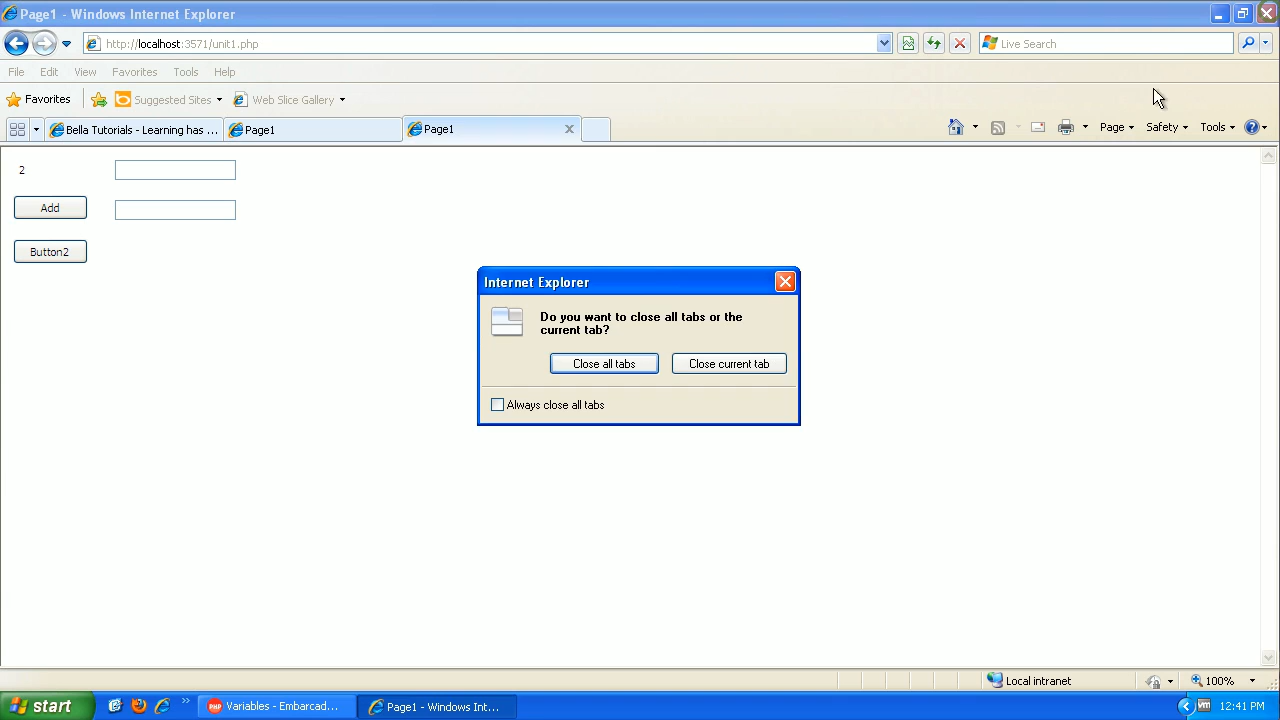 Page1 - Windows Internet Explorer
http://localhost:3571/unit1.php
Live Search
File Edit View Favorites Tools Help
Favorites Suggested Sites Web Slice Gallery
Bella Tutorials - Learning has ... Page1 Page1 Page Safety Tools
2
Add
Button2
Internet Explorer
Do you want to close all tabs or the
current tab?
Close all tabs Close current tab
Always close all tabs
Local intranet 100%
start PHP Variables - Embarcad... Page1 - Windows Int... 12:41 PM